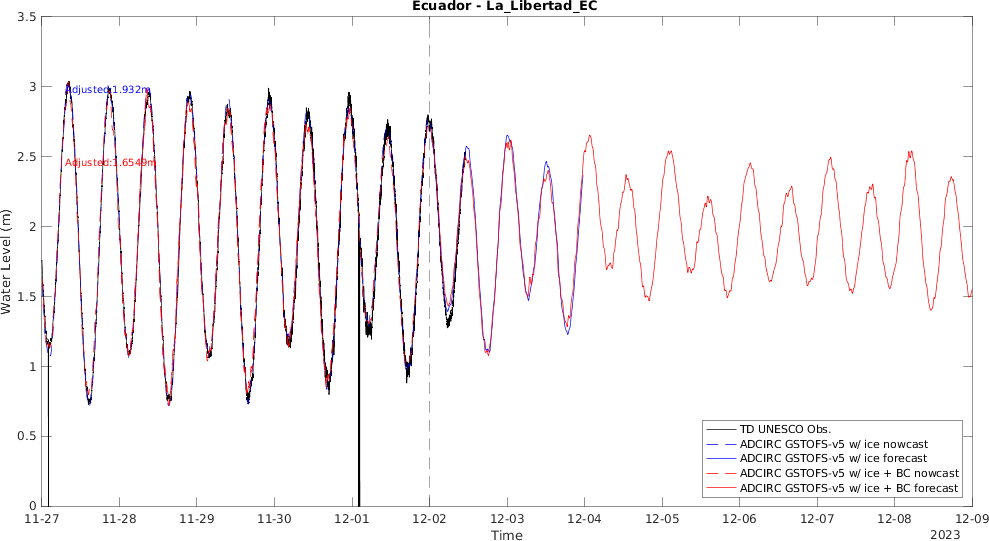 Ecuador - La_Libertad_EC
3.5
3
2.5
2
1.5
1
0.5
0
Water Level (m)
Adjusted:1.932m
Adjusted:1.6549m
TD UNESCO Obs.
ADCIRC GSTOFS-v5 w/ ice nowcast
ADCIRC GSTOFS-v5 w/ ice forecast
ADCIRC GSTOFS-v5 w/ ice + BC nowcast
ADCIRC GSTOFS-v5 w/ ice + BC forecast
11-27 11-28 11-29 11-30 12-01 12-02 12-03 12-04 12-05 12-06 12-07 12-08 12-09
Time
2023